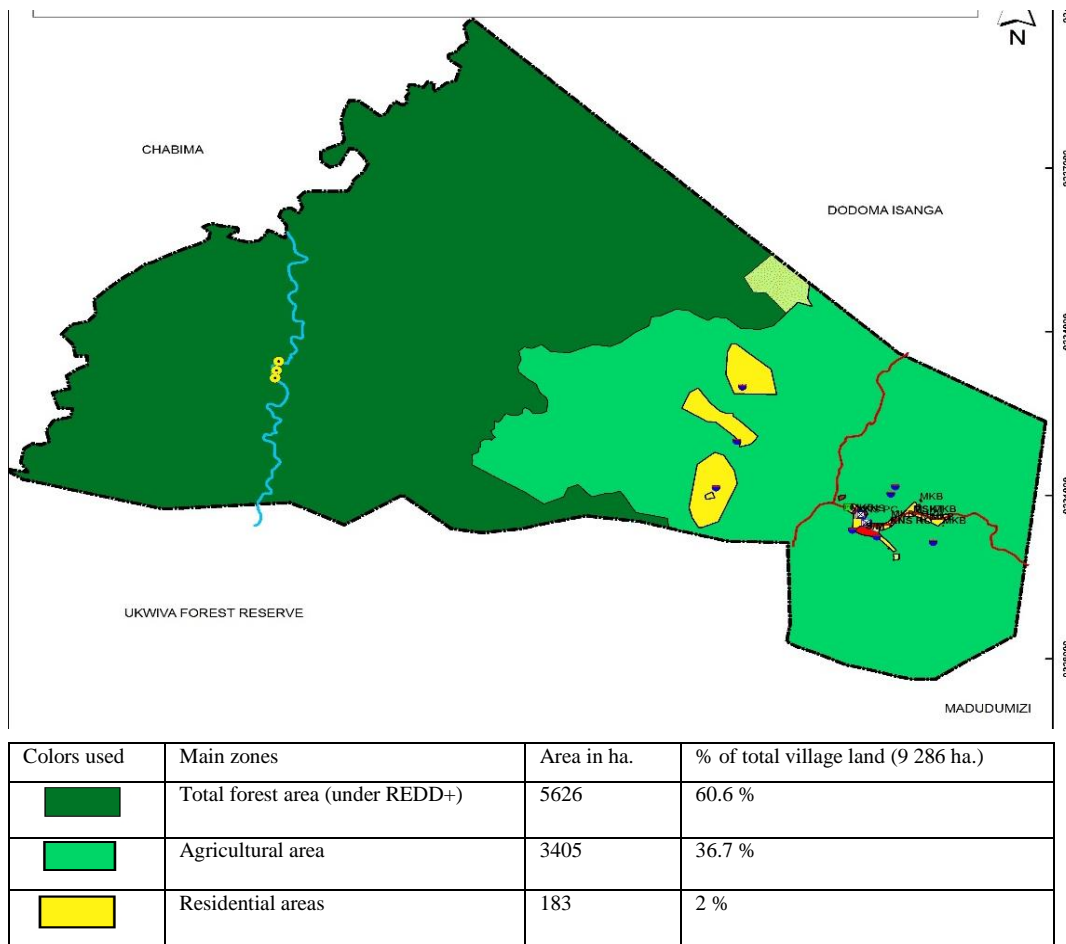 N
CHABIMA
DODOMA ISANGA
MKB
MKB
UKWIVA FOREST RESERVE
MADUDUMIZI
Colors used Main zones Area in ha. % of total village land (9 286 ha.)
Total forest area (under REDD+) 5626 60.6 %
Agricultural area 3405 36.7 %
Residential areas 183 2 %